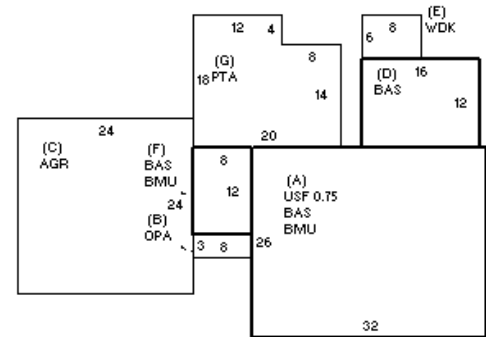 12
4
8
(E)
WDK
6
8
(G)
PTA
18
14
(D)
BAS
16
12
20
24
(C)
AGR
(F)
BAS
BMU
24
8
12
(A)
USF 0.75
BAS
BMU
(B)
OPA
3
8
26
32